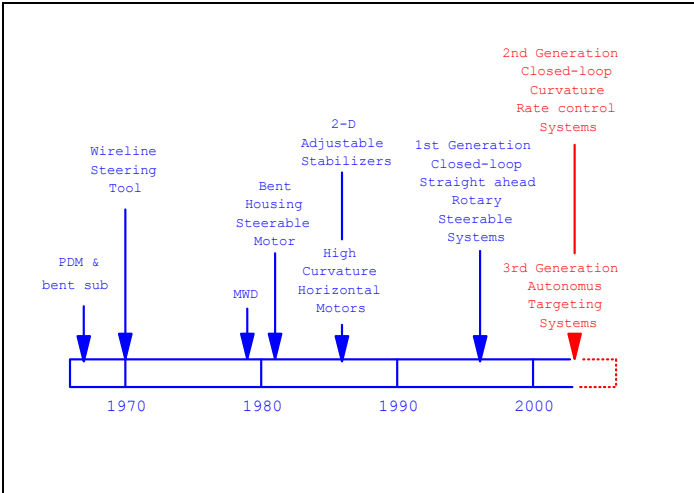 PDM &
bent sub
Wireline
Steering
Tool
MWD
Bent
Housing
Steerable
Motor
2-D
Adjustable
Stabilizers
High
Curvature
Horizontal
Motors
1st Generation
Closed-loop
Straight ahead
Rotary
Steerable
Systems
2nd Generation
Closed-loop
Curvature
Rate control
Systems
3rd Generation
Autonomus
Targeting
Systems
1970
1980
1990
2000